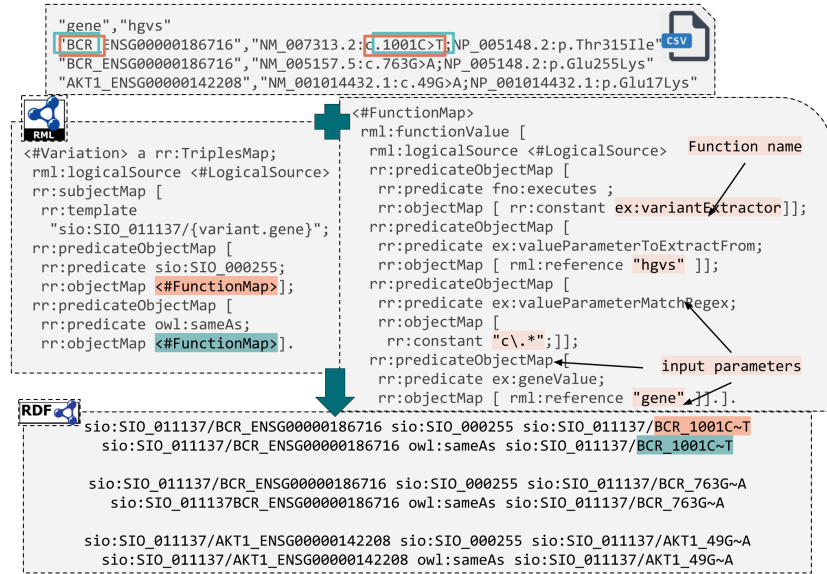 "gene","hgvs"
"BCR_ENSG00000186716","NM_007313.2:c.1001C>T;NP_005148.2:p.Thr315Ile"
"BCR_ENSG00000186716","NM_005157.5:c.763G>A;NP_005148.2:p.Glu255Lys"
"AKT1_ENSG00000142208","NM_001014432.1:c.49G>A;NP_001014432.1:p.Glu17Lys"
CSV
RML
<#Variation> a rr:TriplesMap;
rml:logicalSource <#LogicalSource>
rr:subjectMap [
rr:template
"sio:SIO_011137/{variant.gene}";
rr:predicateObjectMap [
rr:predicate sio:SIO_000255;
rr:objectMap <#FunctionMap>];
rr:predicateObjectMap [
rr:predicate owl:sameAs;
rr:objectMap <#FunctionMap>].
<#FunctionMap>
rml:functionValue [
rml:logicalSource <#LogicalSource>
rr:predicateObjectMap [
rr:predicate fno:executes ;
rr:objectMap [ rr:constant ex:variantExtractor]];
rr:predicateObjectMap [
rr:predicate ex:valueParameterToExtractFrom;
rr:objectMap [ rml:reference "hgvs" ]];
rr:predicateObjectMap [
rr:predicate ex:valueParameterMatchRegex;
rr:objectMap [
rr:constant "c\.*";]];
rr:predicateObjectMap [
rr:predicate ex:geneValue;
rr:objectMap [ rml:reference "gene" ]].].
Function name
input parameters
RDF
sio:SIO_011137/BCR_ENSG00000186716 sio:SIO_000255 sio:SIO_011137/BCR_1001C~T
sio:SIO_011137/BCR_ENSG00000186716 owl:sameAs sio:SIO_011137/BCR_1001C~T
sio:SIO_011137/BCR_ENSG00000186716 sio:SIO_000255 sio:SIO_011137/BCR_763G~A
sio:SIO_011137BCR_ENSG00000186716 owl:sameAs sio:SIO_011137/BCR_763G~A
sio:SIO_011137/AKT1_ENSG00000142208 sio:SIO_000255 sio:SIO_011137/AKT1_49G~A
sio:SIO_011137/AKT1_ENSG00000142208 owl:sameAs sio:SIO_011137/AKT1_49G~A